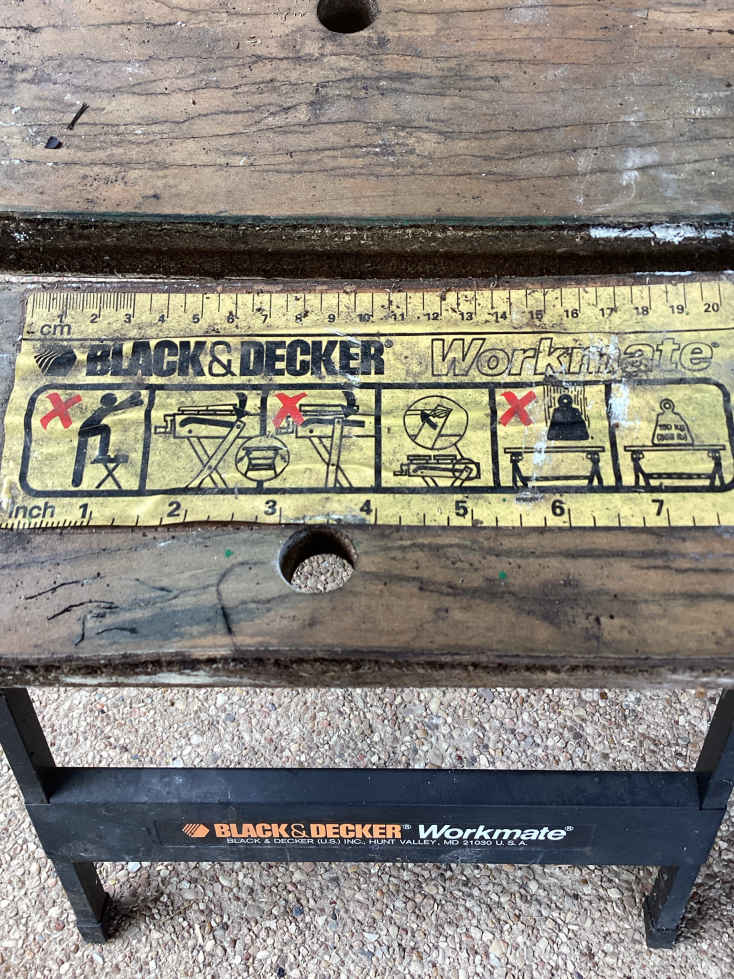 1 2 3 4 5 6 7 8 9 10 11 12 13 14 15 16 17 18 19 20
cm
BLACK & DECKER® Workmate®
inch 1 2 3 4 5 6 7
BLACK & DECKER® Workmate®
BLACK & DECKER (U.S.) INC., HUNT VALLEY, MD 21030 U. S. A.